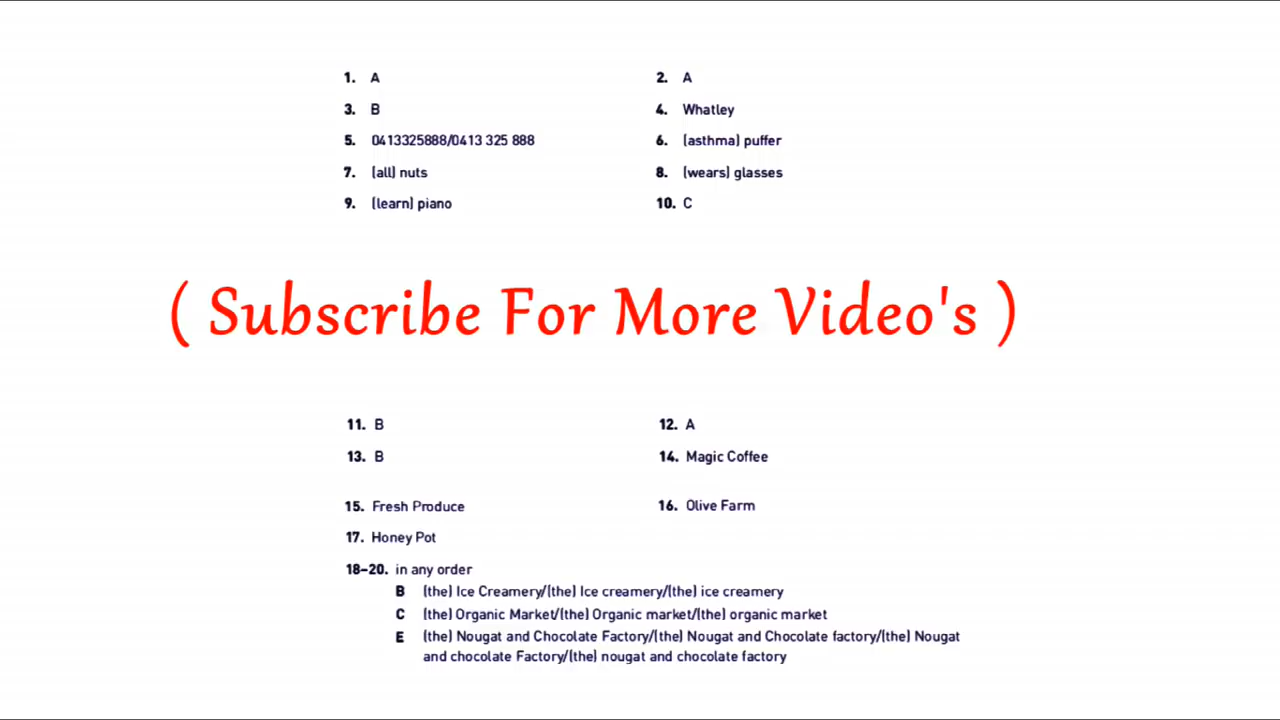 1. A 2. A
3. B 4. Whatley
5. 0413325888/0413 325 888 6. (asthma) puffer
7. (all) nuts 8. (wears) glasses
9. (learn) piano 10. C
( Subscribe For More Video's )
11. B 12. A
13. B 14. Magic Coffee
15. Fresh Produce 16. Olive Farm
17. Honey Pot
18–20. in any order
B (the) Ice Creamery/(the) Ice creamery/(the) ice creamery
C (the) Organic Market/(the) Organic market/(the) organic market
E (the) Nougat and Chocolate Factory/(the) Nougat and Chocolate factory/(the) Nougat
and chocolate Factory/(the) nougat and chocolate factory